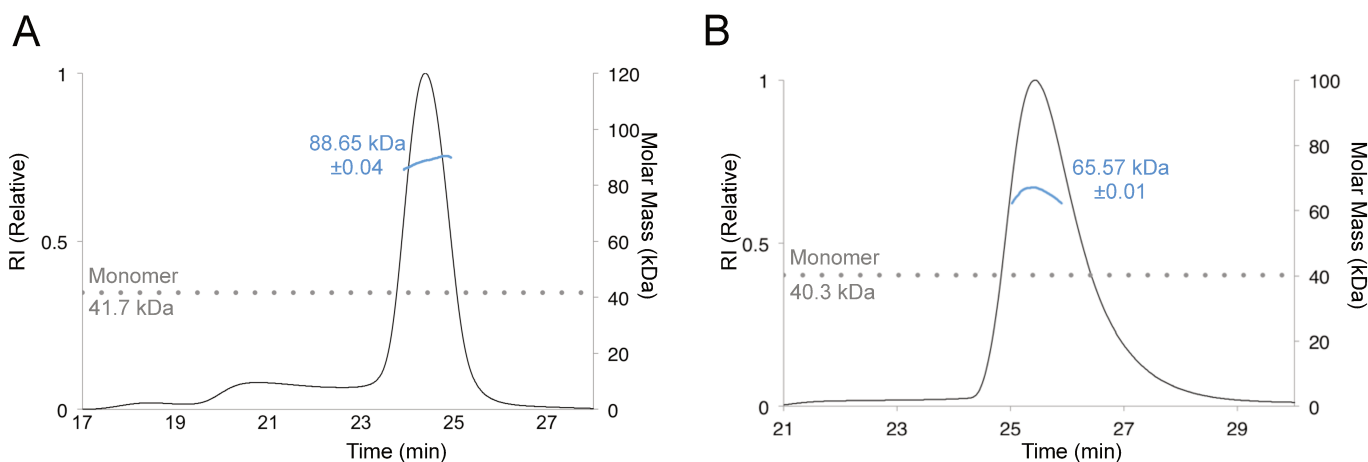 A
RI (Relative)
1
0.5
0
88.65 kDa
±0.04
Monomer
41.7 kDa
120
100
80
60
40
20
0
Molar Mass (kDa)
17
19
21
23
25
27
Time (min)
B
RI (Relative)
1
0.5
0
65.57 kDa
±0.01
Monomer
40.3 kDa
100
80
60
40
20
0
Molar Mass (kDa)
21
23
25
27
29
Time (min)